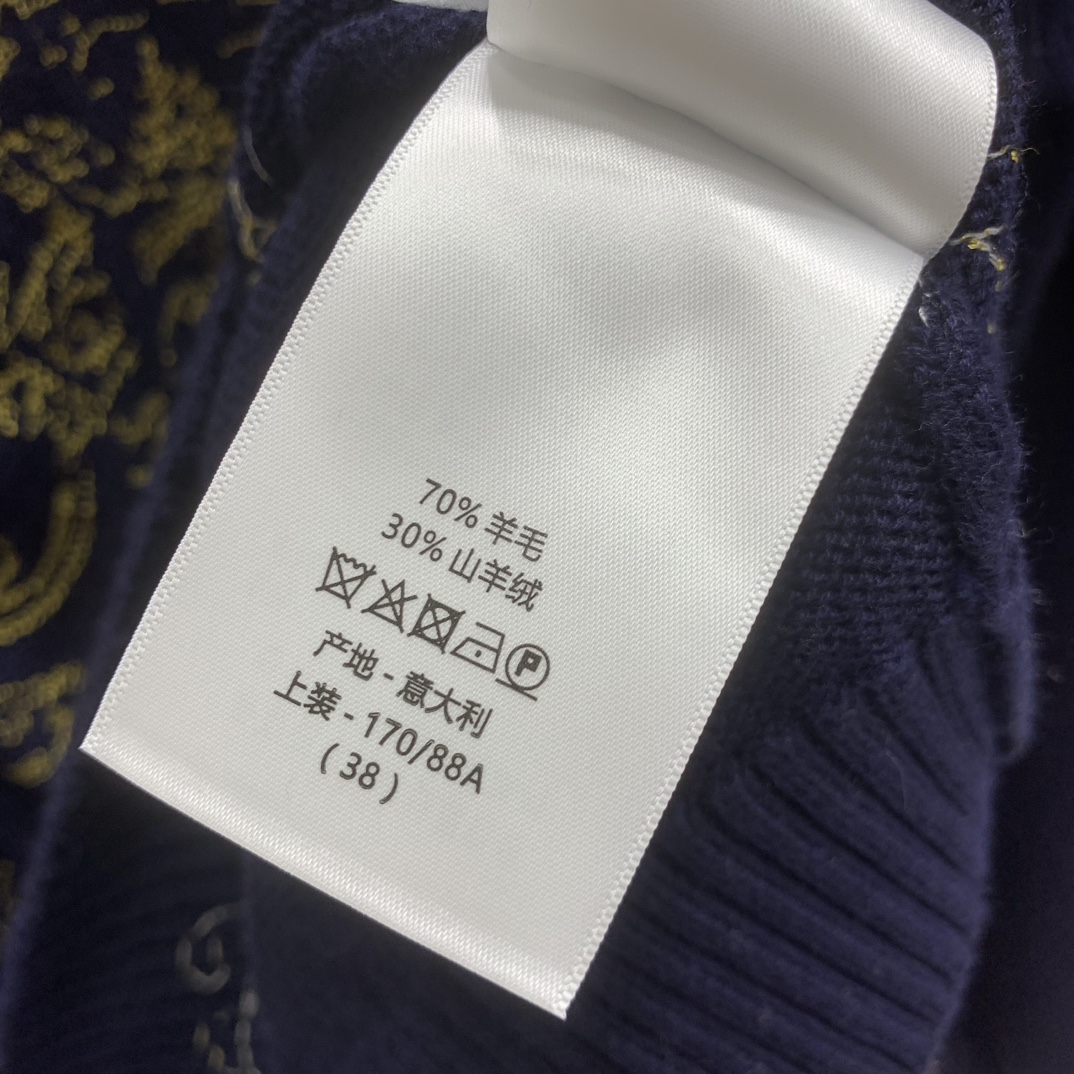 70% 羊毛
30% 山羊绒
P
产地 - 意大利
上装 - 170/88A
( 38 )